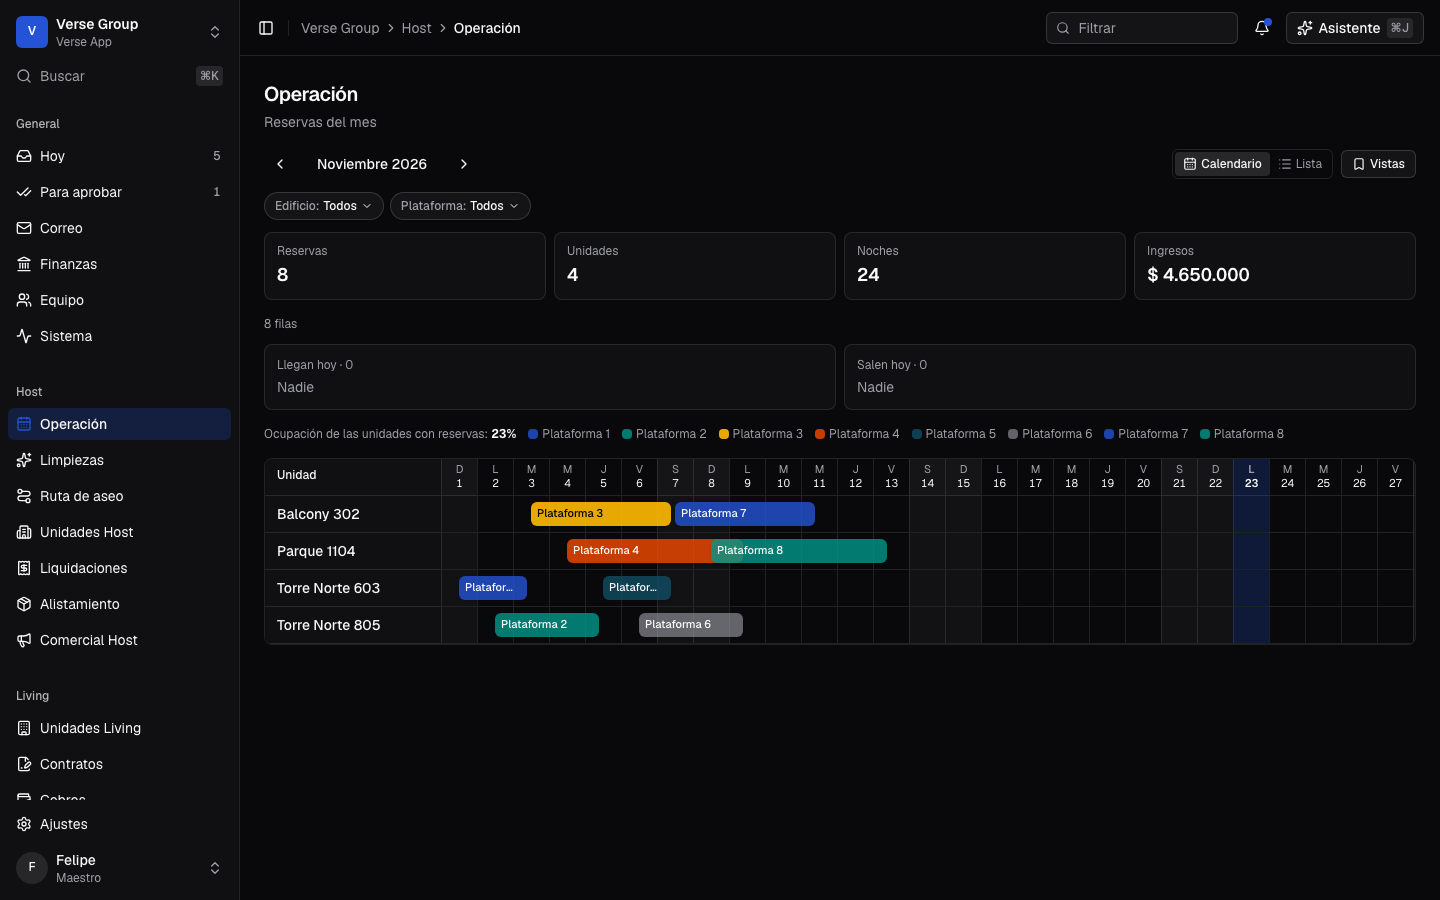 V
Verse Group
Verse App
Buscar ⌘K
General
Hoy 5
Para aprobar 1
Correo
Finanzas
Equipo
Sistema
Host
Operación
Limpiezas
Ruta de aseo
Unidades Host
Liquidaciones
Alistamiento
Comercial Host
Living
Unidades Living
Contratos
Cobros
Ajustes
F
Felipe
Maestro
Verse Group > Host > Operación
Filtrar
Asistente ⌘J
Operación
Reservas del mes
Noviembre 2026
Calendario Lista Vistas
Edificio: Todos Plataforma: Todos
Reservas Unidades Noches Ingresos
8 4 24 $ 4.650.000
8 filas
Llegan hoy · 0 Salen hoy · 0
Nadie Nadie
Ocupación de las unidades con reservas: 23% Plataforma 1 Plataforma 2 Plataforma 3 Plataforma 4 Plataforma 5 Plataforma 6 Plataforma 7 Plataforma 8
Unidad
D L M M J V S D L M M J V S D L M M J V S D L M M J V
1 2 3 4 5 6 7 8 9 10 11 12 13 14 15 16 17 18 19 20 21 22 23 24 25 26 27
Balcony 302 Plataforma 3 Plataforma 7
Parque 1104 Plataforma 4 Plataforma 8
Torre Norte 603 Platafor... Platafor...
Torre Norte 805 Plataforma 2 Plataforma 6